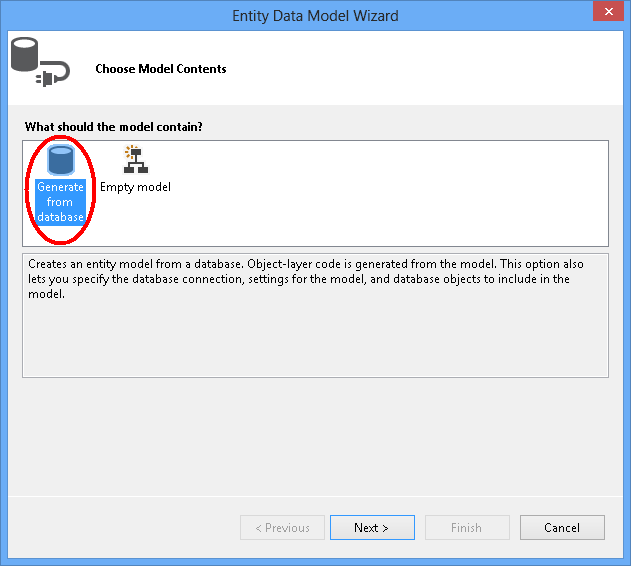 Entity Data Model Wizard
Choose Model Contents
What should the model contain?
Generate
from
database
Empty model
Creates an entity model from a database. Object-layer code is generated from the model. This option also
lets you specify the database connection, settings for the model, and database objects to include in the
model.
< Previous
Next >
Finish
Cancel